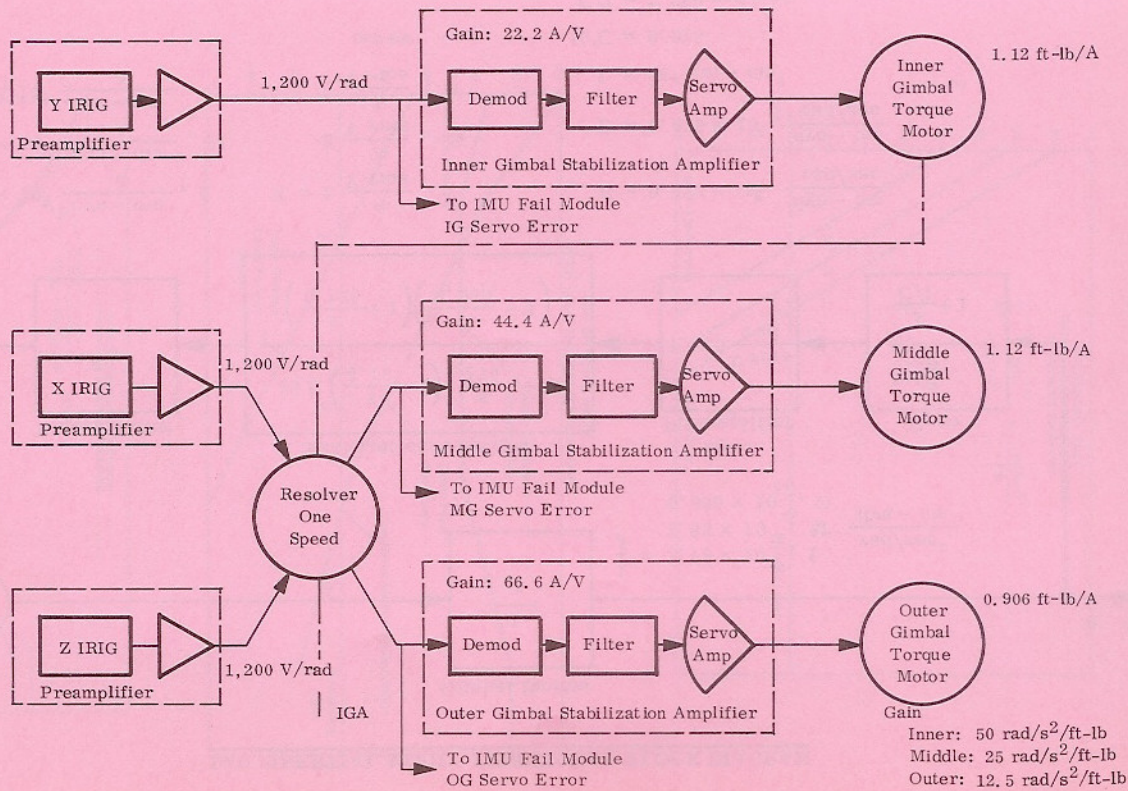 Gain: 22.2 A/V
1.12 ft-lb/A
1,200 V/rad
Y IRIG
Preamplifier
Demod
Filter
Servo
Amp
Inner
Gimbal
Torque
Motor
Inner Gimbal Stabilization Amplifier
To IMU Fail Module
IG Servo Error
Gain: 44.4 A/V
1.12 ft-lb/A
1,200 V/rad
X IRIG
Preamplifier
Demod
Filter
Servo
Amp
Middle
Gimbal
Torque
Motor
Middle Gimbal Stabilization Amplifier
To IMU Fail Module
MG Servo Error
Resolver
One
Speed
Gain: 66.6 A/V
0.906 ft-lb/A
Z IRIG
Preamplifier
1,200 V/rad
Demod
Filter
Servo
Amp
Outer
Gimbal
Torque
Motor
IGA
Outer Gimbal Stabilization Amplifier
To IMU Fail Module
OG Servo Error
Gain
Inner: 50 rad/s²/ft-lb
Middle: 25 rad/s²/ft-lb
Outer: 12.5 rad/s²/ft-lb